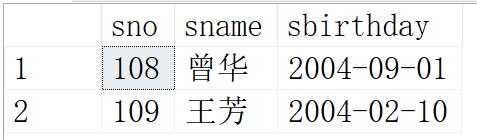 sno sname sbirthday
1 108 曾华 2004-09-01
2 109 王芳 2004-02-10